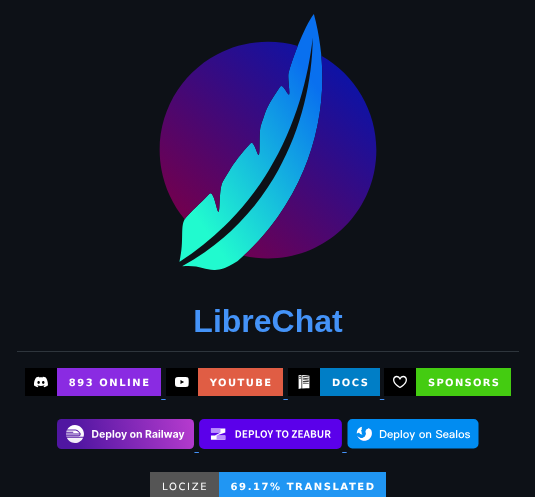 LibreChat
893 ONLINE YOUTUBE DOCS SPONSORS
Deploy on Railway DEPLOY TO ZEABUR Deploy on Sealos
LOCIZE 69.17% TRANSLATED